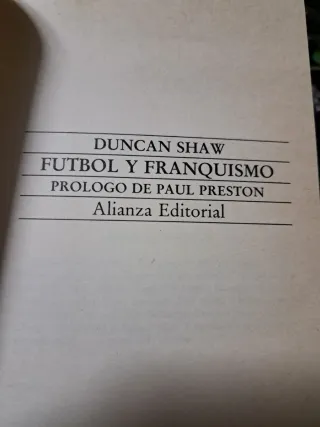 DUNCAN SHAW
FUTBOL Y FRANQUISMO
PROLOGO DE PAUL PRESTON
Alianza Editorial